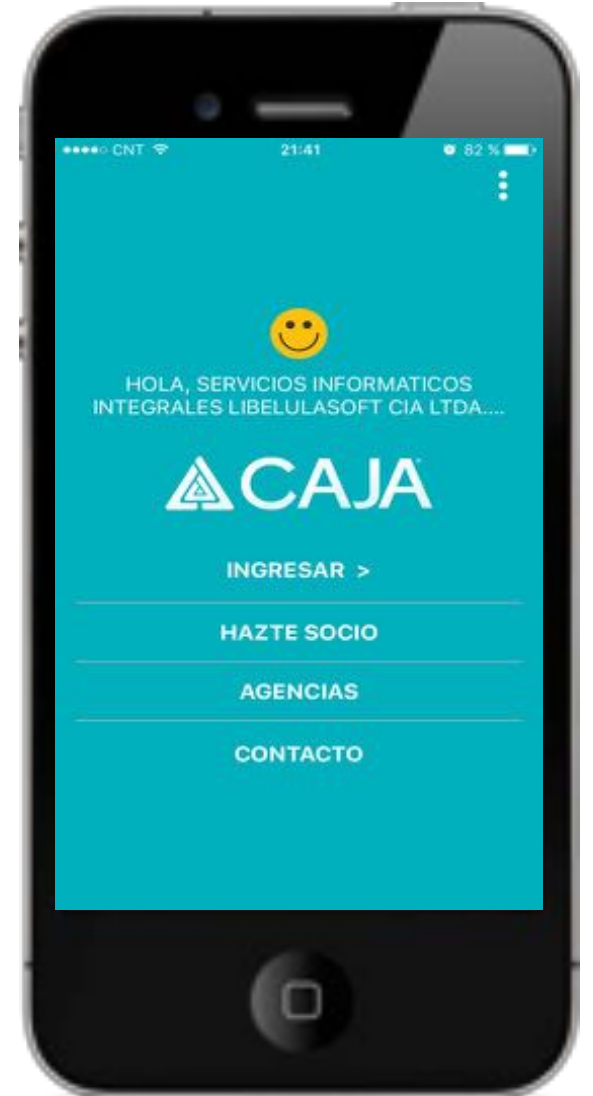 CNT 21:41 82 %
HOLA, SERVICIOS INFORMATICOS
INTEGRALES LIBELULASOFT CIA LTDA....
CAJA
INGRESAR >
HAZTE SOCIO
AGENCIAS
CONTACTO